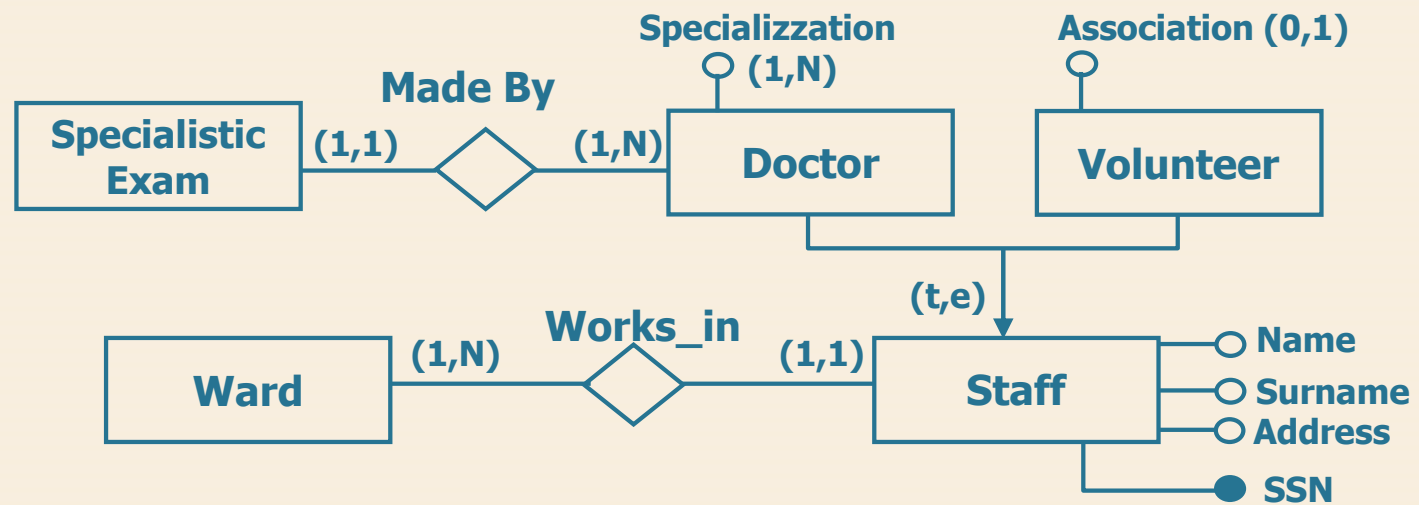 Specializzation
(1,N)
Association (0,1)
Made By
Specialistic
Exam
(1,1)
(1,N)
Doctor
Volunteer
(t,e)
Works_in
Ward
(1,N)
(1,1)
Staff
Name
Surname
Address
SSN